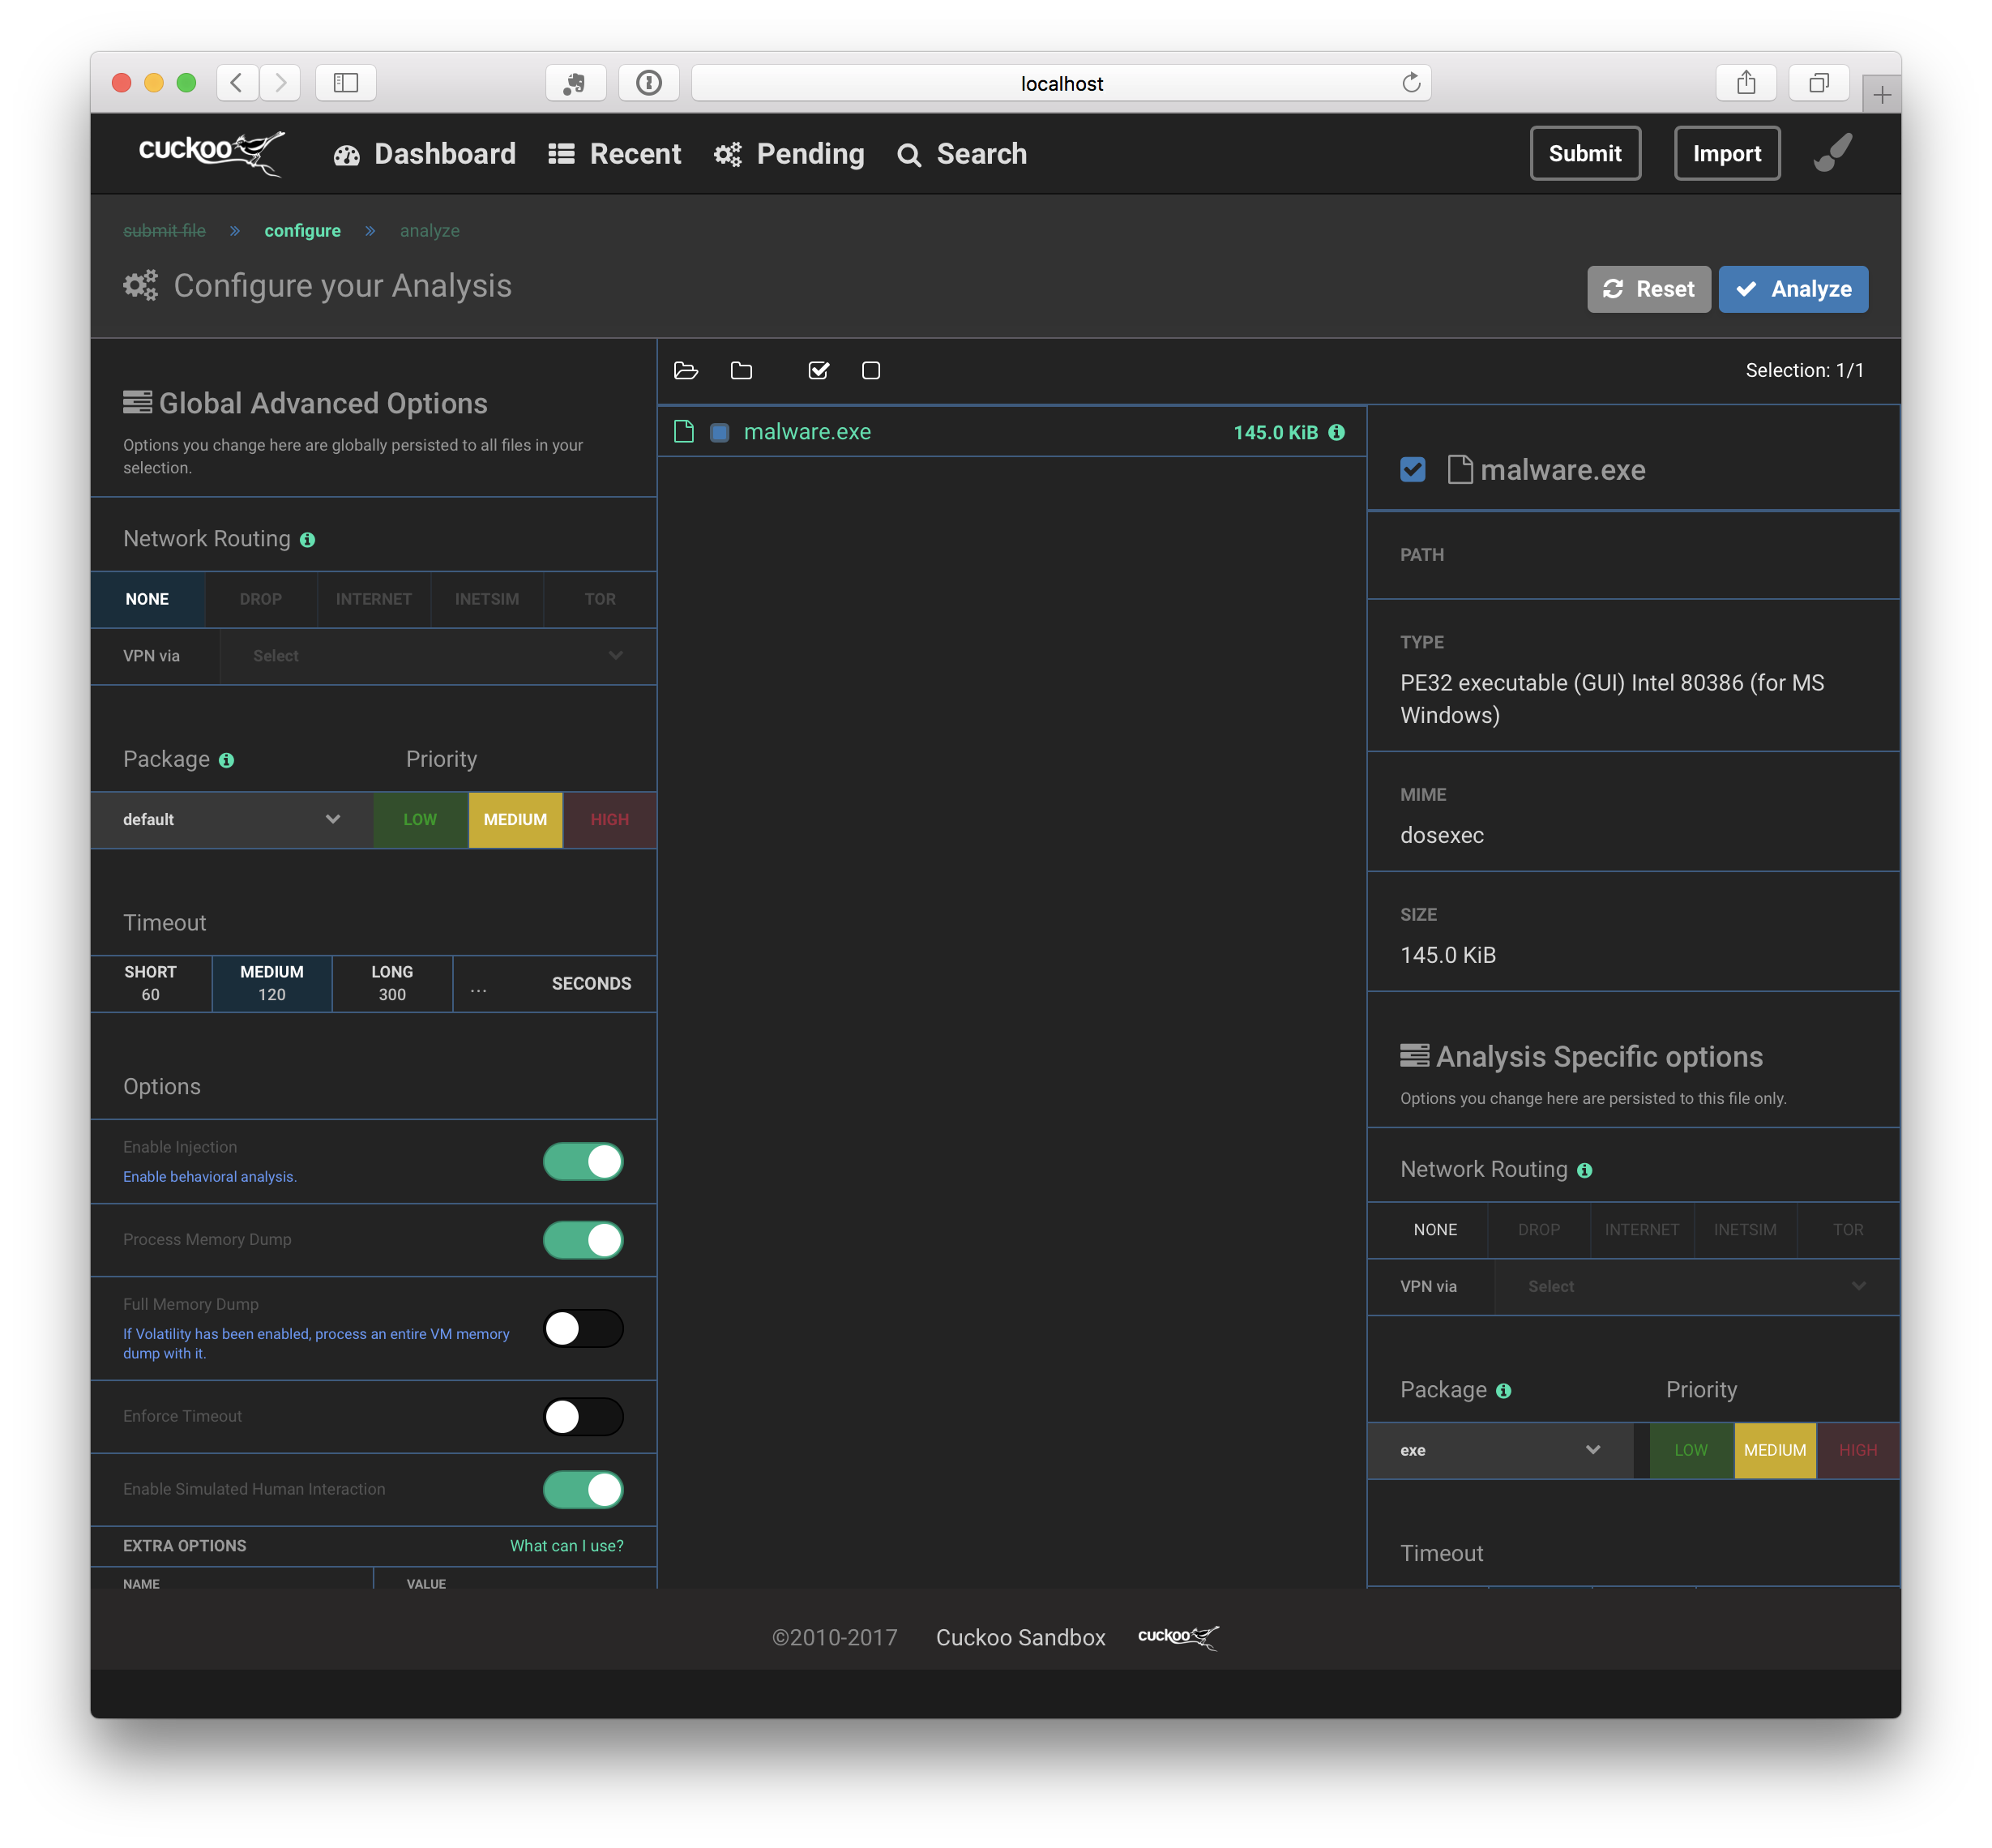 localhost
cuckoo Dashboard Recent Pending Search Submit Import
submit file » configure » analyze
Configure your Analysis Reset Analyze
Global Advanced Options
Options you change here are globally persisted to all files in your
selection.
Network Routing
NONE DROP INTERNET INETSIM TOR
VPN via Select
Package Priority
default LOW MEDIUM HIGH
Timeout
SHORT MEDIUM LONG
60 120 300 ... SECONDS
Options
Enable Injection
Enable behavioral analysis.
Process Memory Dump
Full Memory Dump
If Volatility has been enabled, process an entire VM memory
dump with it.
Enforce Timeout
Enable Simulated Human Interaction
EXTRA OPTIONS What can I use?
NAME VALUE
Selection: 1/1
malware.exe 145.0 KiB
malware.exe
PATH
TYPE
PE32 executable (GUI) Intel 80386 (for MS
Windows)
MIME
dosexec
SIZE
145.0 KiB
Analysis Specific options
Options you change here are persisted to this file only.
Network Routing
NONE DROP INTERNET INETSIM TOR
VPN via Select
Package Priority
exe LOW MEDIUM HIGH
Timeout
©2010-2017 Cuckoo Sandbox cuckoo